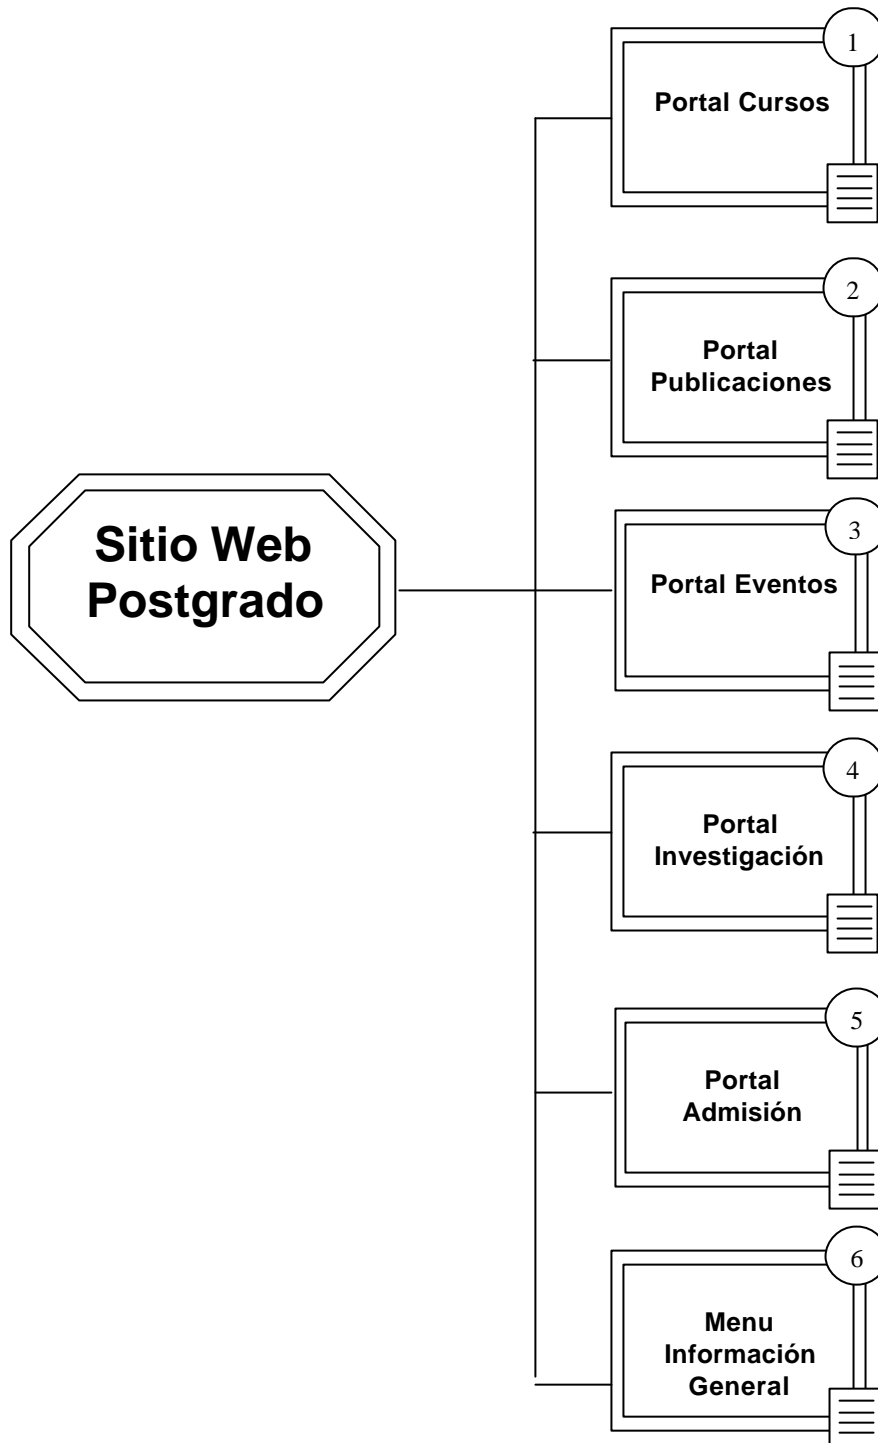 1
Portal Cursos
2
Portal
Publicaciones
Sitio Web
Postgrado
3
Portal Eventos
4
Portal
Investigación
5
Portal
Admisión
6
Menu
Información
General